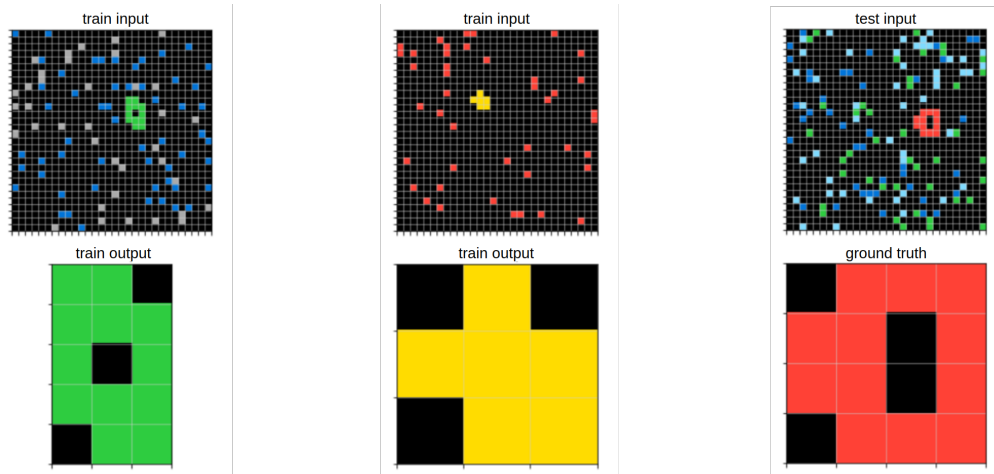 train input
train input
test input
train output
train output
ground truth